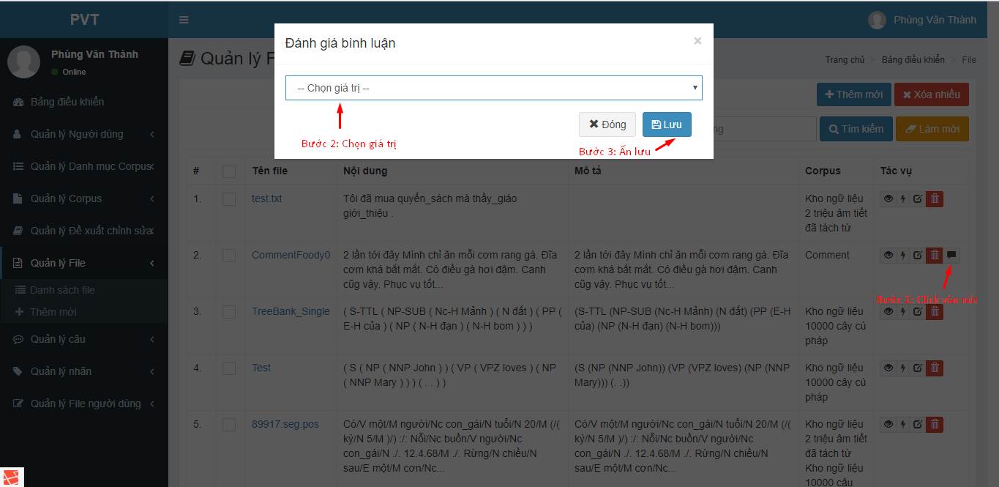 PVT
Phùng Văn Thành
Phùng Văn Thành
Online
Đánh giá bình luận
×
Quản lý F
Trang chủ > Bảng điều khiển > File
-- Chọn giá trị --
Thêm mới
Xóa nhiều
Bảng điều khiển
Đóng
Lưu
Tìm kiếm
Làm mới
Bước 2: Chọn giá trị
Bước 3: Ấn lưu
Quản lý Người dùng
Quản lý Danh mục Corpus
Quản lý Corpus
Quản lý Đề xuất chỉnh sửa
Quản lý File
Danh sách file
Thêm mới
Quản lý câu
Quản lý nhãn
Quản lý File người dùng
# Tên file Nội dung Mô tả Corpus Tác vụ
1. test.txt
Tôi đã mua quyển_sách mà thầy_giáo
giới_thiệu .
Kho ngữ liệu
2 triệu âm tiết
đã tách từ
2. CommentFoody0
2 lần tới đây Mình chỉ ăn mỗi cơm rang gà. Đĩa
cơm khá bắt mắt. Có điều gà hơi đậm. Canh
cũg vậy. Phục vụ tốt...
2 lần tới đây Mình chỉ ăn mỗi cơm rang gà. Đĩa
cơm khá bắt mắt. Có điều gà hơi đậm. Canh
cũg vậy. Phục vụ tốt...
Comment
Bước 1: Click vào nút
3. TreeBank_Single
( S-TTL ( NP-SUB ( Nc-H Mảnh ) ( N đất ) ( PP (
E-H của ) ( NP ( N-H đạn ) ( N-H bom ) ) )
(S-TTL (NP-SUB (Nc-H Mảnh) (N đất) (PP (E-H
của) (NP (N-H đạn) (N-H bom)))
Kho ngữ liệu
10000 cây cú
pháp
4. Test
( S ( NP ( NNP John ) ) ( VP ( VPZ loves ) ( NP
( NNP Mary ) ) ) ( . . ) )
(S (NP (NNP John)) (VP (VPZ loves) (NP (NNP
Mary))) (. .))
Kho ngữ liệu
10000 cây cú
pháp
5. 89917.seg.pos
Có/V một/M người/Nc con_gái/N tuổi/N 20/M (/(
kỷ/N 5/M )/) :/: Nỗi/Nc buồn/V người/Nc
con_gái/N ./. 12.4.68/M ./. Rừng/N chiều/N
sau/E một/M cơn/Nc...
Có/V một/M người/Nc con_gái/N tuổi/N 20/M (/(
kỷ/N 5/M )/) :/: Nỗi/Nc buồn/V người/Nc
con_gái/N ./. 12.4.68/M ./. Rừng/N chiều/N
sau/E một/M cơn/Nc...
Kho ngữ liệu
2 triệu âm tiết
đã tách từ
Kho ngữ liệu
10000 câu